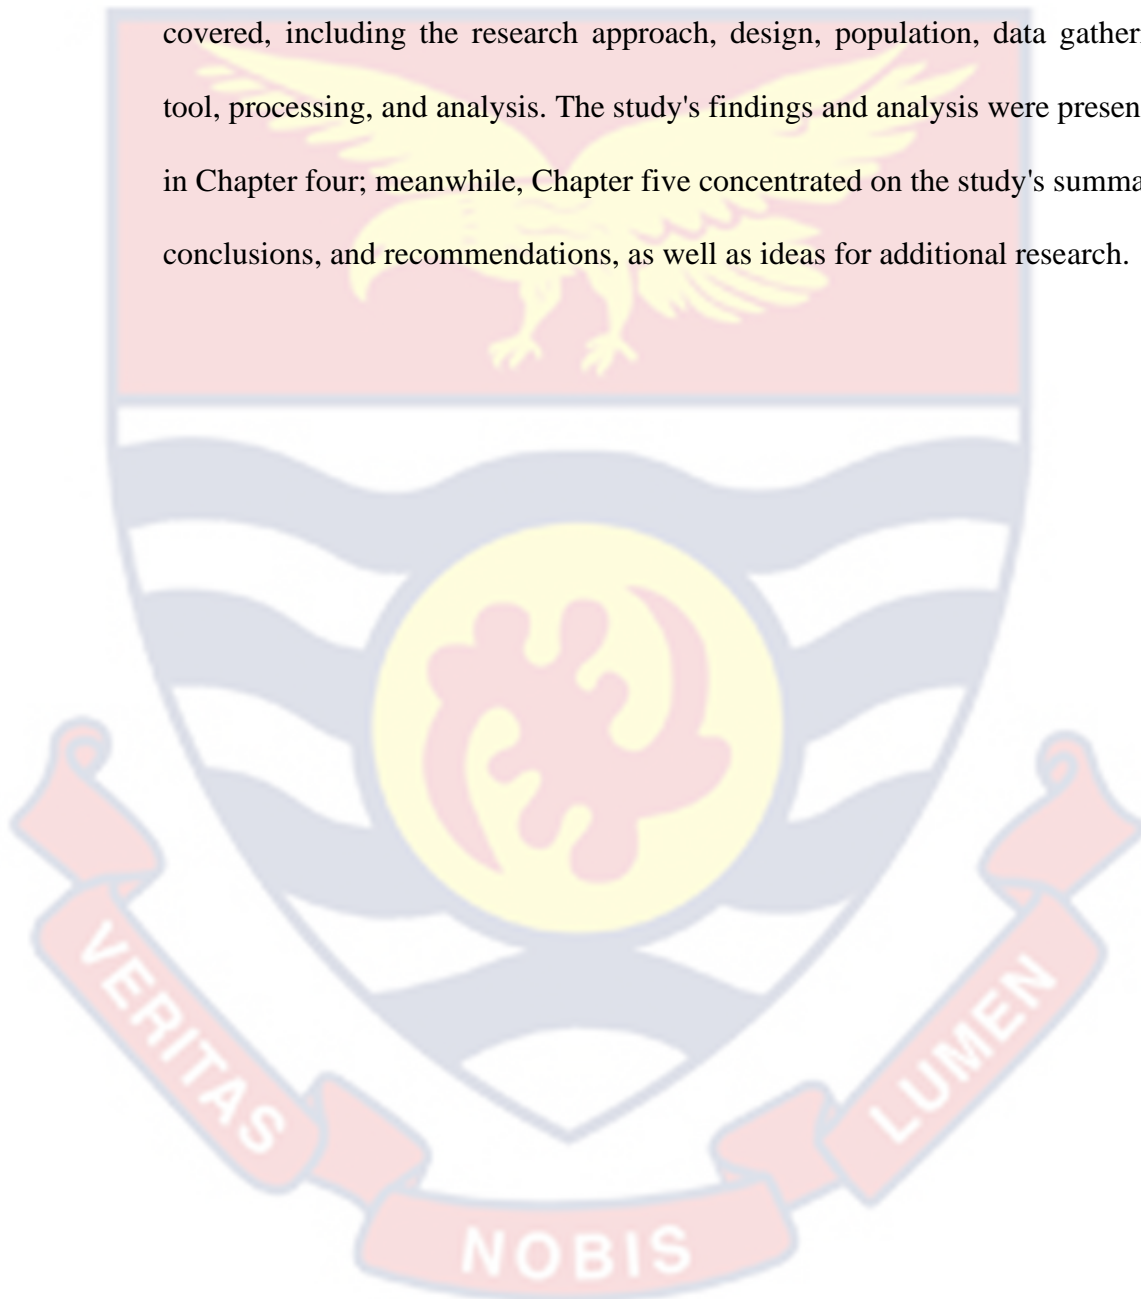 covered, including the research approach, design, population, data gather
tool, processing, and analysis. The study's findings and analysis were presen
in Chapter four; meanwhile, Chapter five concentrated on the study's summa
conclusions, and recommendations, as well as ideas for additional research.
VERITAS
NOBIS
LUMEN